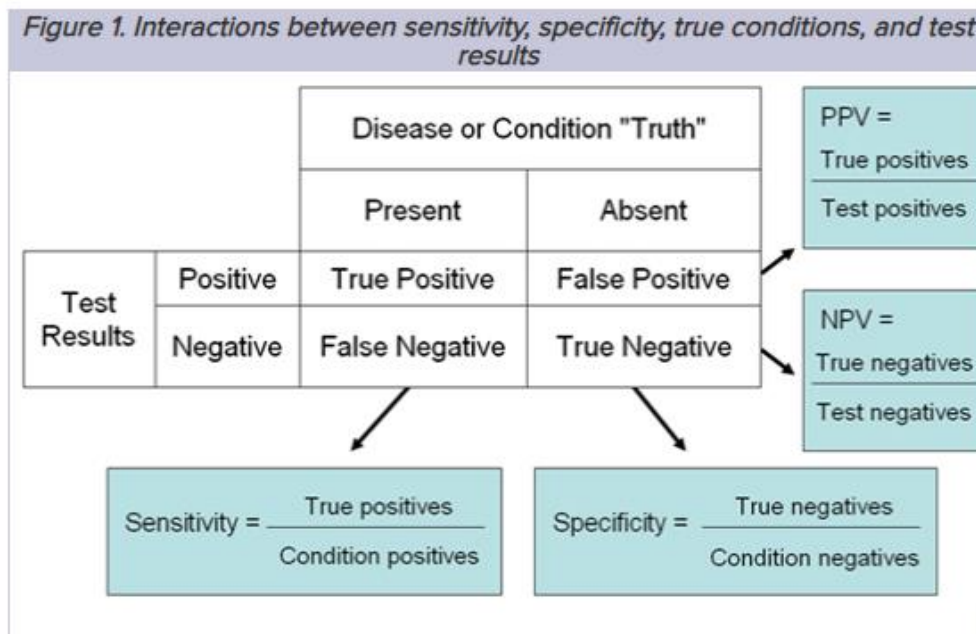 Figure 1. Interactions between sensitivity, specificity, true conditions, and test
results
Disease or Condition "Truth"
Present
Absent
Test
Results
Positive
True Positive
False Positive
Negative
False Negative
True Negative
PPV =
True positives
Test positives
NPV =
True negatives
Test negatives
Sensitivity =
True positives
Condition positives
Specificity =
True negatives
Condition negatives